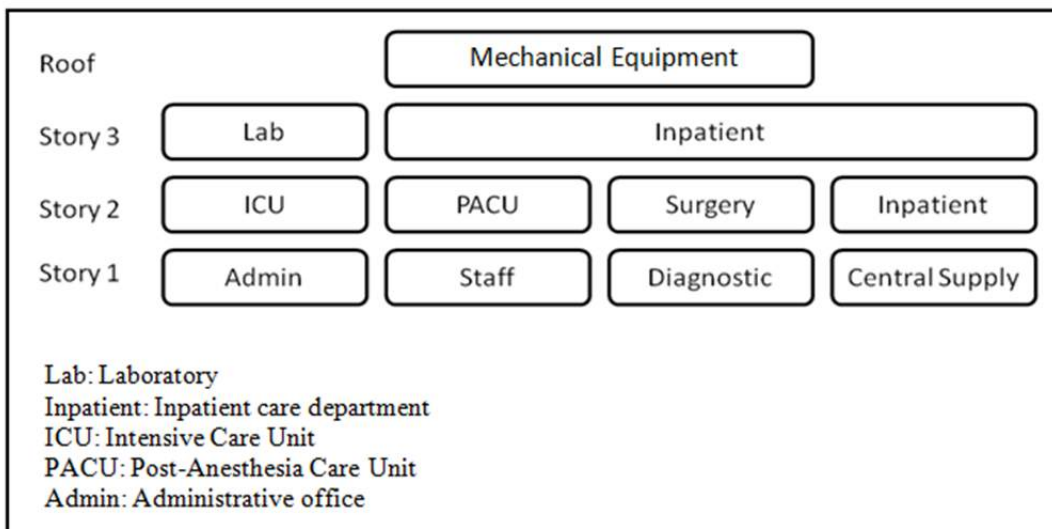 Roof Mechanical Equipment
Story 3 Lab Inpatient
Story 2 ICU PACU Surgery Inpatient
Story 1 Admin Staff Diagnostic Central Supply
Lab: Laboratory
Inpatient: Inpatient care department
ICU: Intensive Care Unit
PACU: Post-Anesthesia Care Unit
Admin: Administrative office